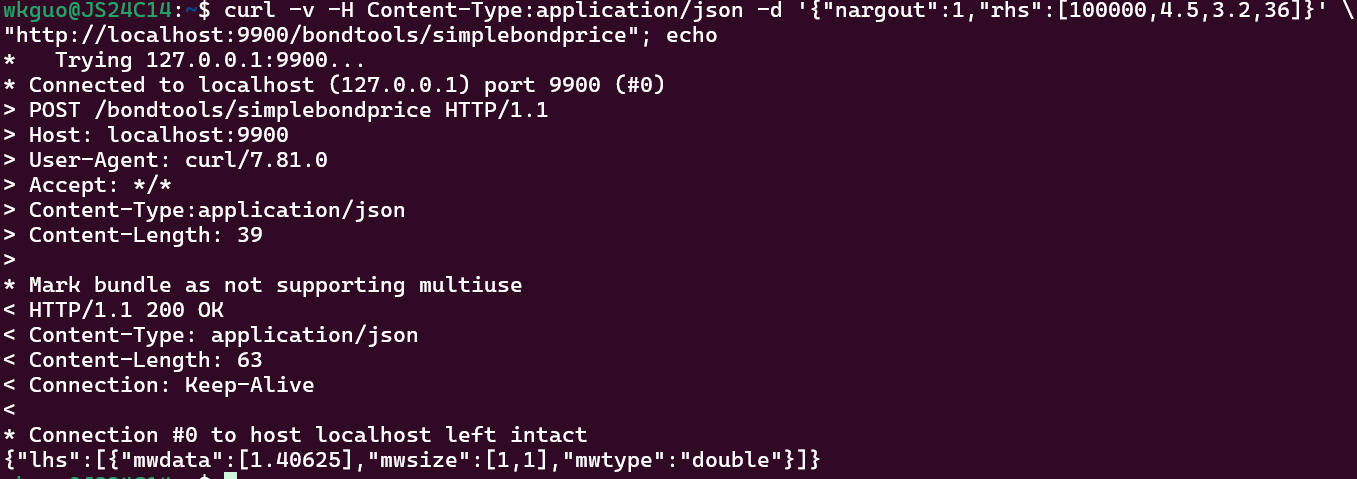 wkguo@JS24C14:~$ curl -v -H Content-Type:application/json -d '{"nargout":1,"rhs":[100000,4.5,3.2,36]}' \
"http://localhost:9900/bondtools/simplebondprice"; echo
*   Trying 127.0.0.1:9900...
* Connected to localhost (127.0.0.1) port 9900 (#0)
> POST /bondtools/simplebondprice HTTP/1.1
> Host: localhost:9900
> User-Agent: curl/7.81.0
> Accept: */*
> Content-Type:application/json
> Content-Length: 39
>
* Mark bundle as not supporting multiuse
< HTTP/1.1 200 OK
< Content-Type: application/json
< Content-Length: 63
< Connection: Keep-Alive
<
* Connection #0 to host localhost left intact
{"lhs":[{"mwdata":[1.40625],"mwsize":[1,1],"mwtype":"double"}]}
wkguo@JS24C14:~$